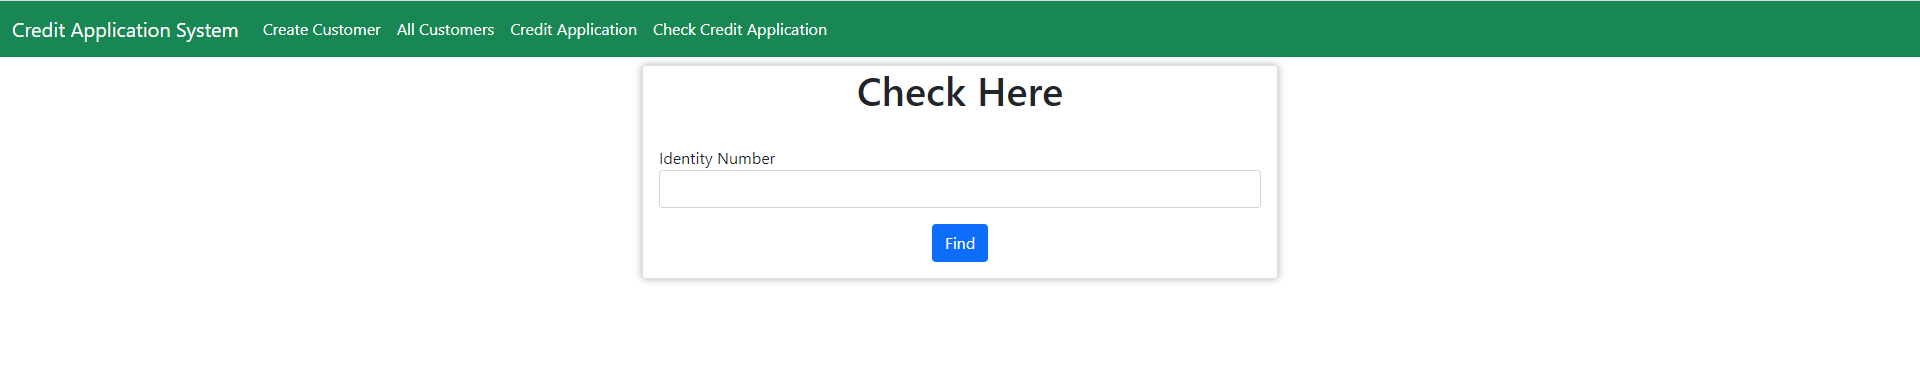 Credit Application System Create Customer All Customers Credit Application Check Credit Application
Check Here
Identity Number
Find